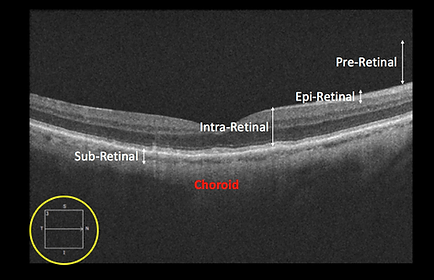 Pre-Retinal
Epi-Retinal
Intra-Retinal
Sub-Retinal
Choroid
T
N